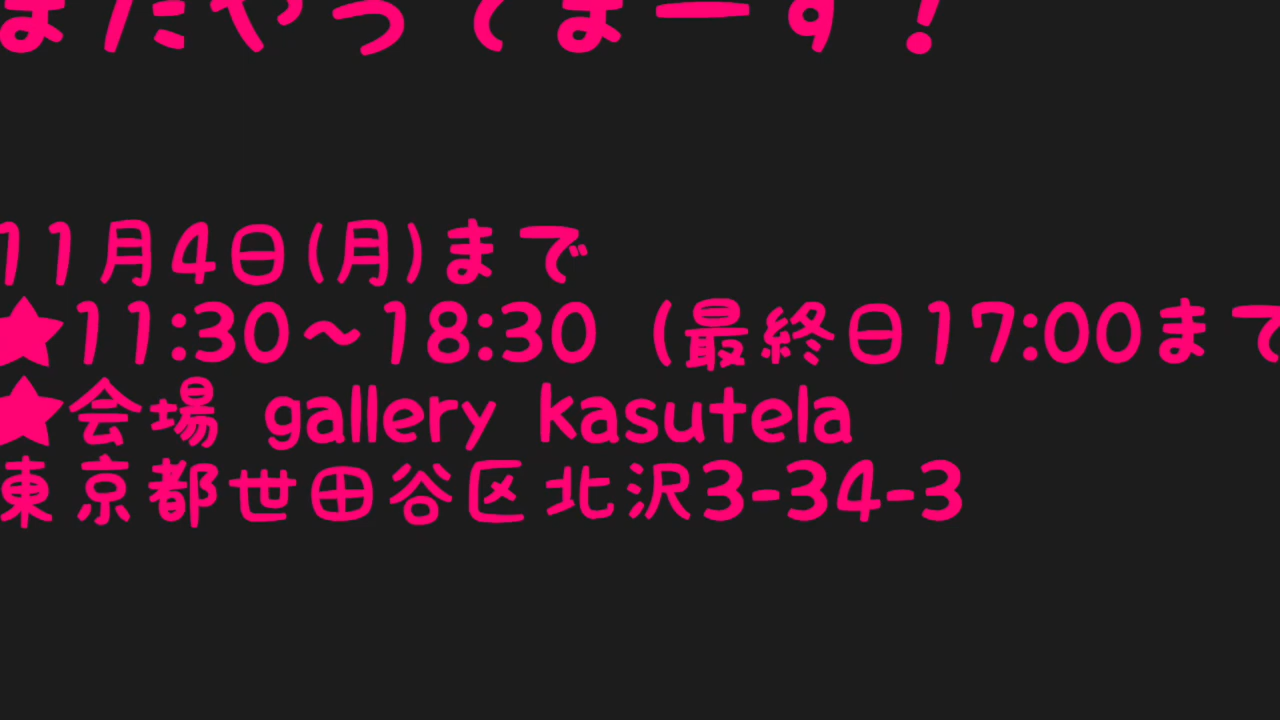 まだやってまーす!
11月4日(月)まで
★11:30〜18:30 (最終日17:00まで
★会場 gallery kasutela
東京都世田谷区北沢3-34-3